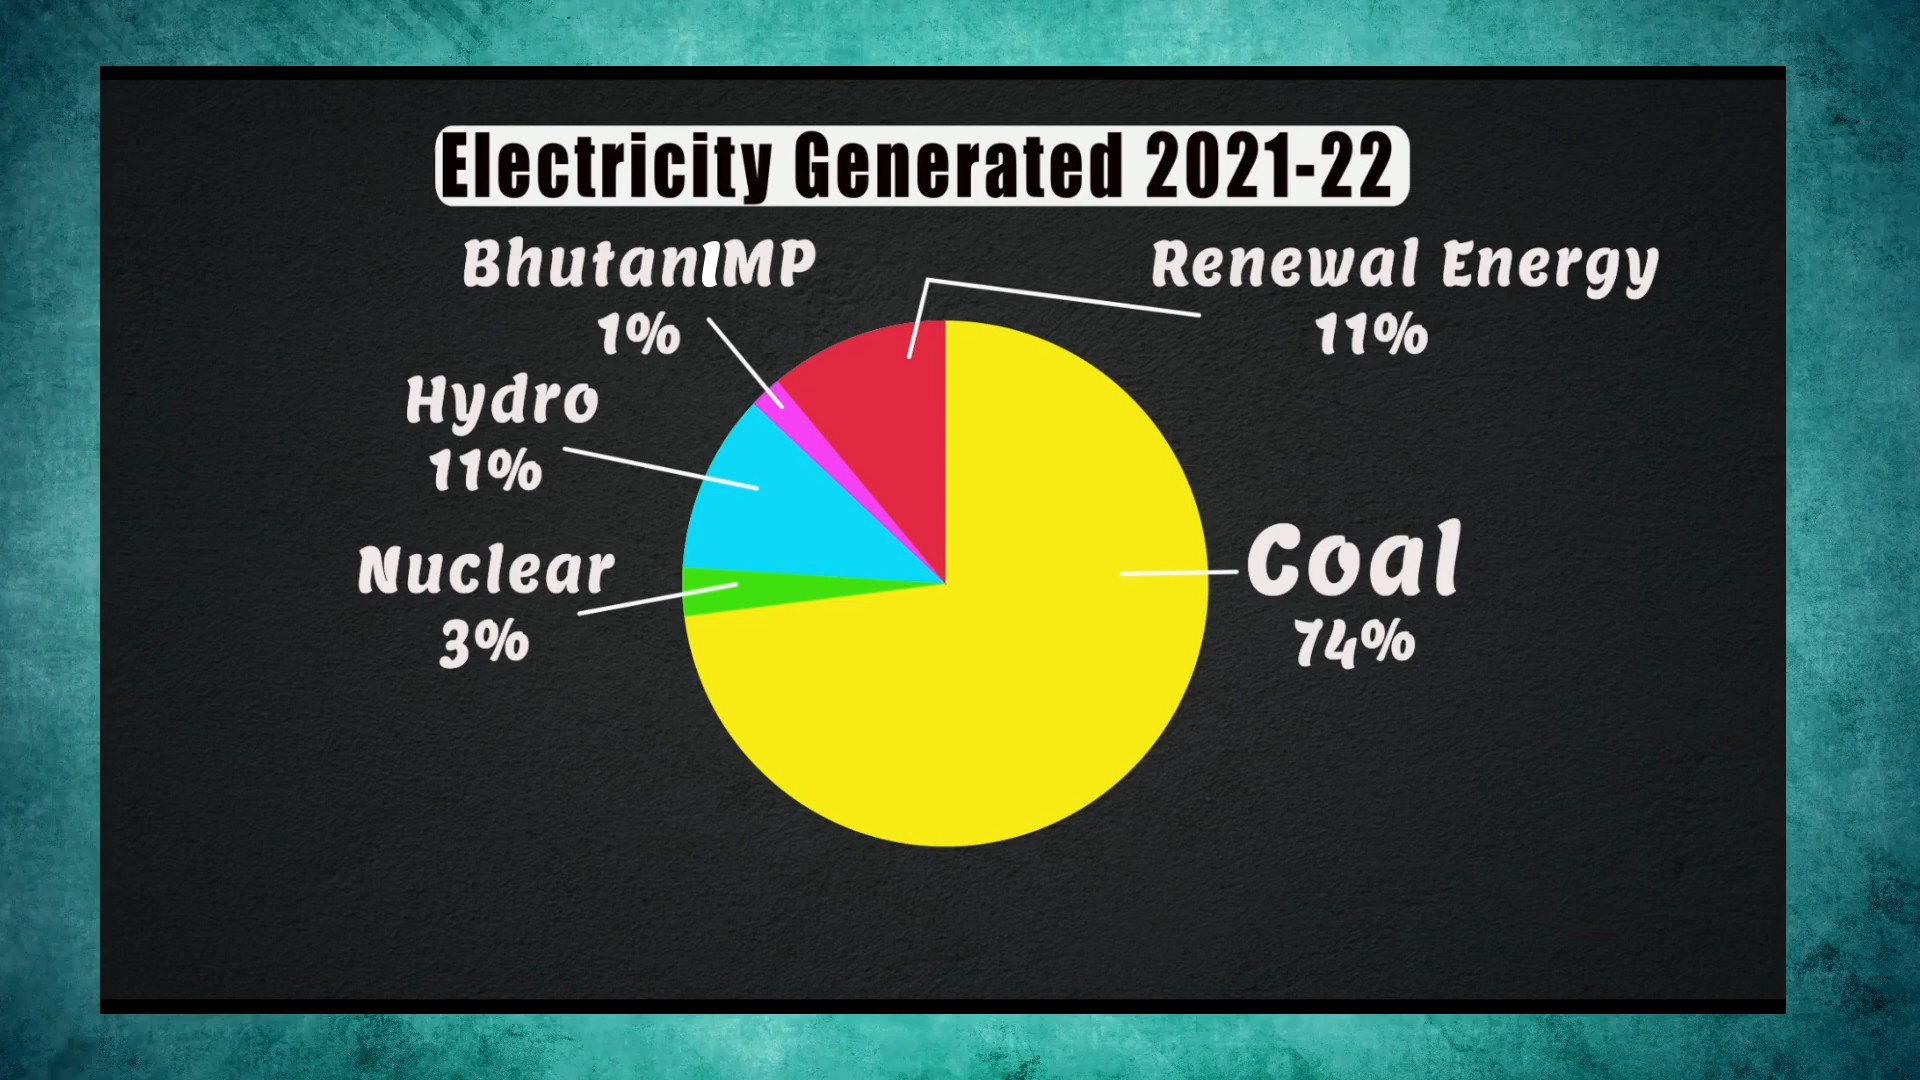 Electricity Generated 2021-22
BhutanIMP
1%
Renewal Energy
11%
Hydro
11%
Nuclear
3%
Coal
74%